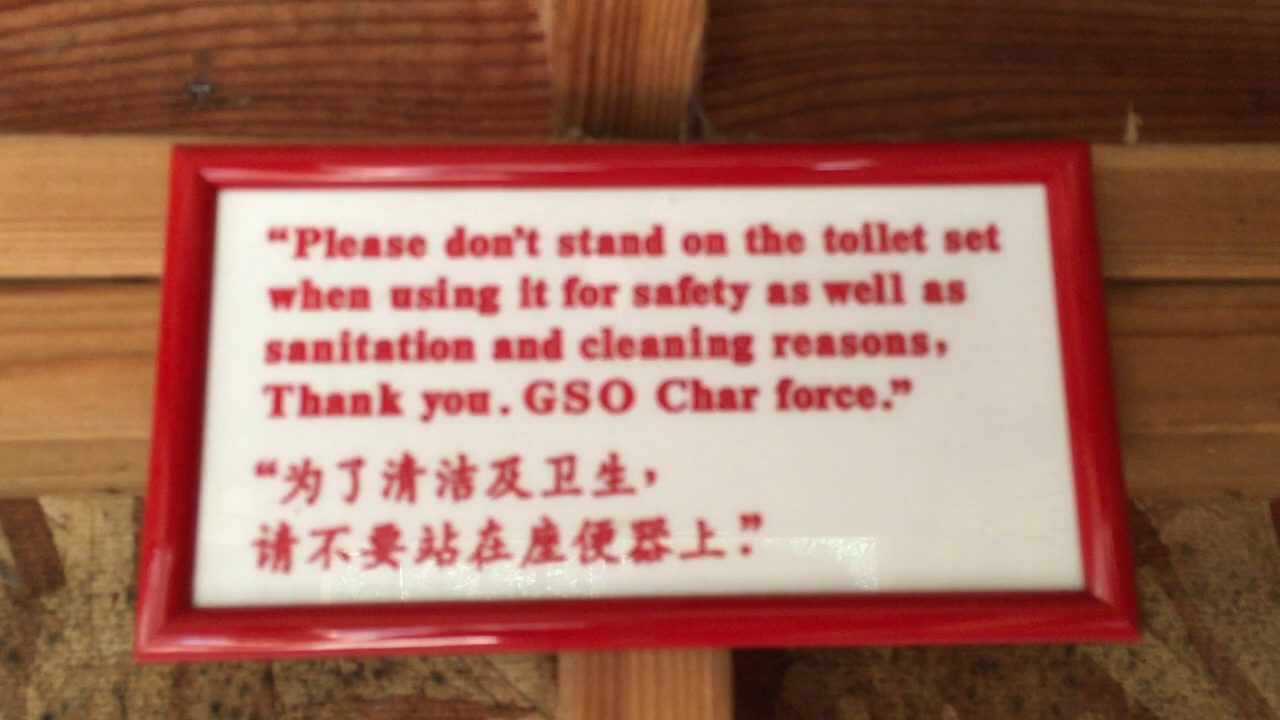 “Please don’t stand on the toilet set
when using it for safety as well as
sanitation and cleaning reasons,
Thank you. GSO Char force.”
“为了清洁及卫生，
请不要站在座便器上.”